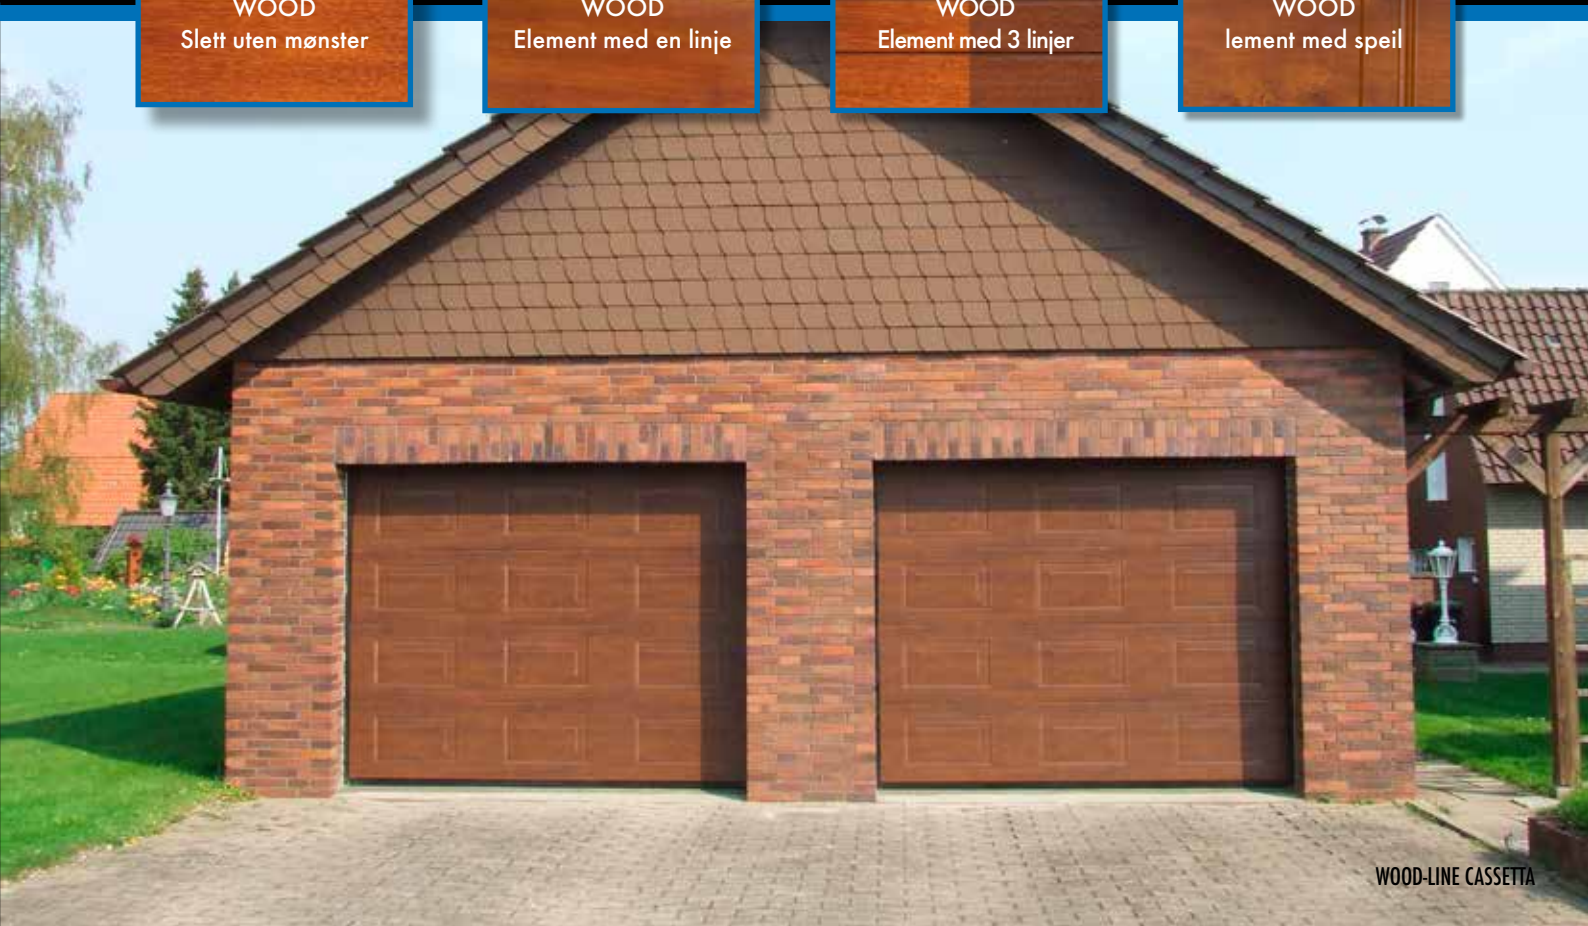 WOOD
Slett uten mønster
WOOD
Element med en linje
WOOD
Element med 3 linjer
WOOD
lement med speil
WOOD-LINE CASSETTA